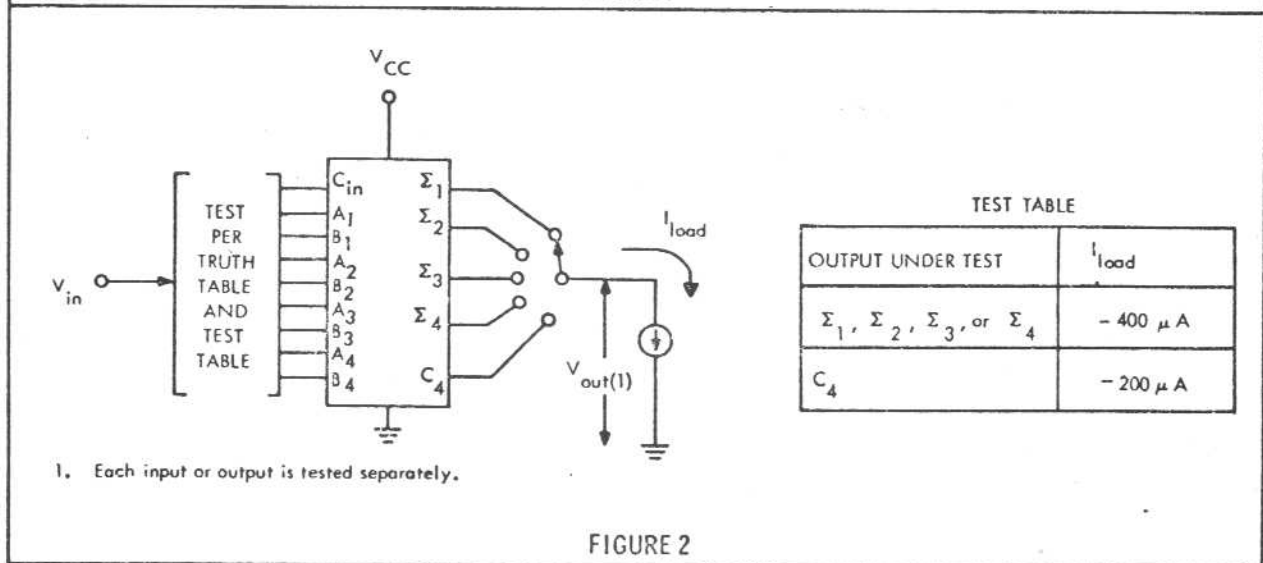 V_CC
C_in
A_1
B_1
A_2
B_2
A_3
B_3
A_4
B_4
Σ_1
Σ_2
Σ_3
Σ_4
C_4
TEST
PER
TRUTH
TABLE
AND
TEST
TABLE
V_in
I_load
V_out(1)
1. Each input or output is tested separately.
TEST TABLE
OUTPUT UNDER TEST I_load
Σ_1, Σ_2, Σ_3, or Σ_4 - 400 μ A
C_4 - 200 μ A
FIGURE 2